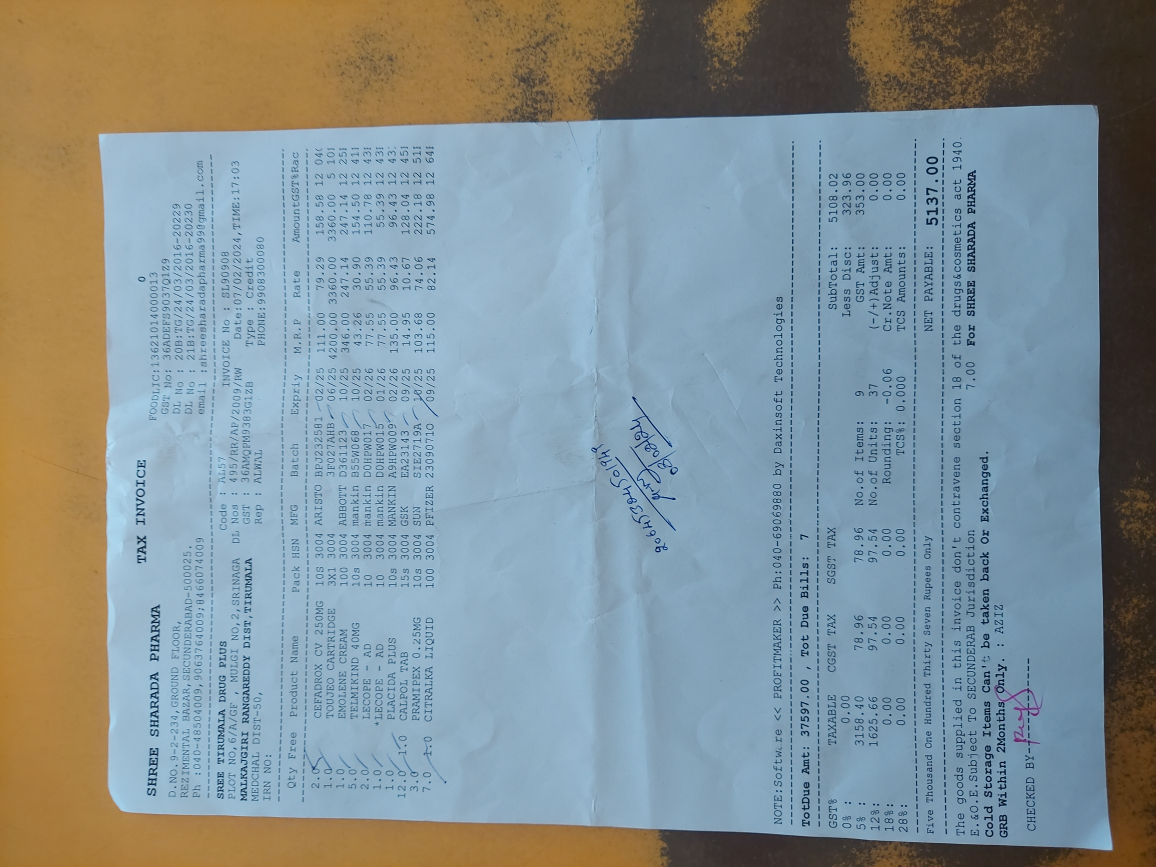 SHREE SHARADA PHARMA TAX INVOICE FOODLIC:13621014000013 0
D.NO.9-2-234,GROUND FLOOR, GST No: 36ADEFS9037Q1Z9
REZIMENTAL BAZAR,SECUNDERABAD-500025. DL No : 20B:TG/24/03/2016-20229
Ph :040-48504009,9063764009;8466074009 DL No : 21B:TG/24/03/2016-20230
email :shreesharadapharma99@gmail.com
SREE TIRUMALA DRUG PLUS Code : AL57 INVOICE No : SL90908
PLOT NO,6/A/GF , MULGI NO,2,SRINAGA DL Nos : 495/RR/AP/2009/RW Date:07/02/2024,TIME:17:03
MALKAJGIRI RANGAREDDY DIST,TIRUMALA GST : 36AMQPM9383G1ZB Type : Credit
MEDCHAL DIST-50, Rep : ALWAL PHONE:9908300080
IRN NO:
Qty Free Product Name Pack HSN MFG Batch Expriy M.R.P Rate AmountGST%Rac
2.0 CEFADROX CV 250MG 10s 3004 ARISTO BPJ232581 02/25 111.00 79.29 158.58 12
1.0 TOUJEO CARTRIDGE 3X1 3004 3F027AHB 06/25 4200.00 3360.00 3360.00 5
1.0 EMOLENE CREAM 100 3004 ABBOTT D361123 10/25 346.00 247.14 247.14 12
5.0 TELMIKIND 40MG 10s 3004 mankin B55W068 10/25 43.26 30.90 154.50 12
2.0 LECOPE - AD 10 3004 mankin D0HPW017 02/26 77.55 55.39 110.78 12
1.0 *LECOPE - AD 10 3004 mankin D0HPW015 01/26 77.55 55.39 55.39 12
1.0 PLACIDA PLUS 10s 3004 MANKIN A9HPW009 02/26 135.00 96.43 96.43 12
12.0 1.0 CALPOL TAB 15s 3004 GSK EA23143 09/25 14.95 10.67 128.04 12
3.0 PRAMIPEX 0.25MG 10s 3004 SUN SIE2719A 10/25 103.68 74.06 222.18 12
7.0 1.0 CITRALKA LIQUID 100 3004 PFIZER 23090710 09/25 115.00 82.14 574.98 12
NOTE:Software << PROFITMAKER >> Ph:040-69069880 by Daxinsoft Technologies
TotDue Amt: 37597.00 , Tot Due Bills: 7
GST% TAXABLE CGST TAX SGST TAX SubTotal: 5108.02
0% : 0.00 Less Disc: 323.96
5% : 3158.40 78.96 78.96 No.of Items: 9 GST Amt: 353.00
12%: 1625.66 97.54 97.54 No.of Units: 37 (-/+)Adjust: 0.00
18%: 0.00 0.00 0.00 Rounding: -0.06 Cr.Note Amt: 0.00
28%: 0.00 0.00 0.00 TCS%: 0.000 TCS Amounts: 0.00
Five Thousand One Hundred Thirty Seven Rupees Only NET PAYABLE: 5137.00
The goods supplied in this invoice don't contravene section 18 of the drugs&cosmetics act 1940.
E.&O.E.Subject To SECUNDERAB Jurisdiction 7.00 For SHREE SHARADA PHARMA
Cold Storage Items Can't be taken back Or Exchanged.
GRB Within 2Months Only. : AZIZ
CHECKED BY